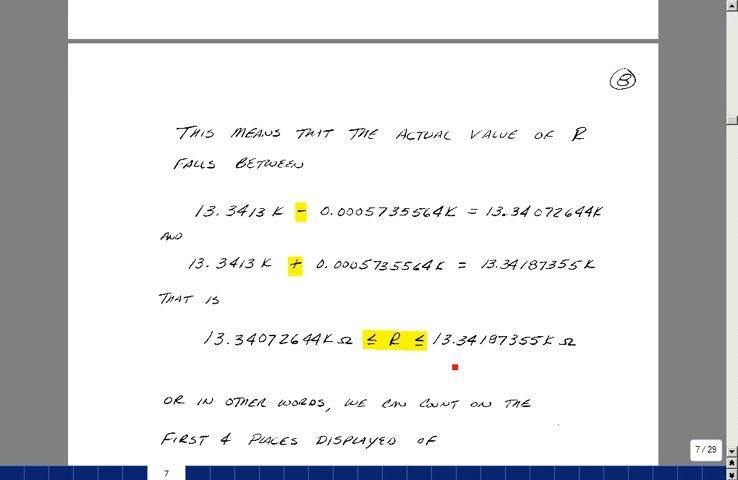 8
THIS MEANS THAT THE ACTUAL VALUE OF R
FALLS BETWEEN
13.3413 K - 0.0005735564K = 13.34072644K
AND
13.3413 K + 0.0005735564K = 13.34187355K
THAT IS
13.34072644K Ω ≤ R ≤ 13.34187355K Ω
OR IN OTHER WORDS, WE CAN COUNT ON THE
FIRST 4 PLACES DISPLAYED OF
7 / 29
7